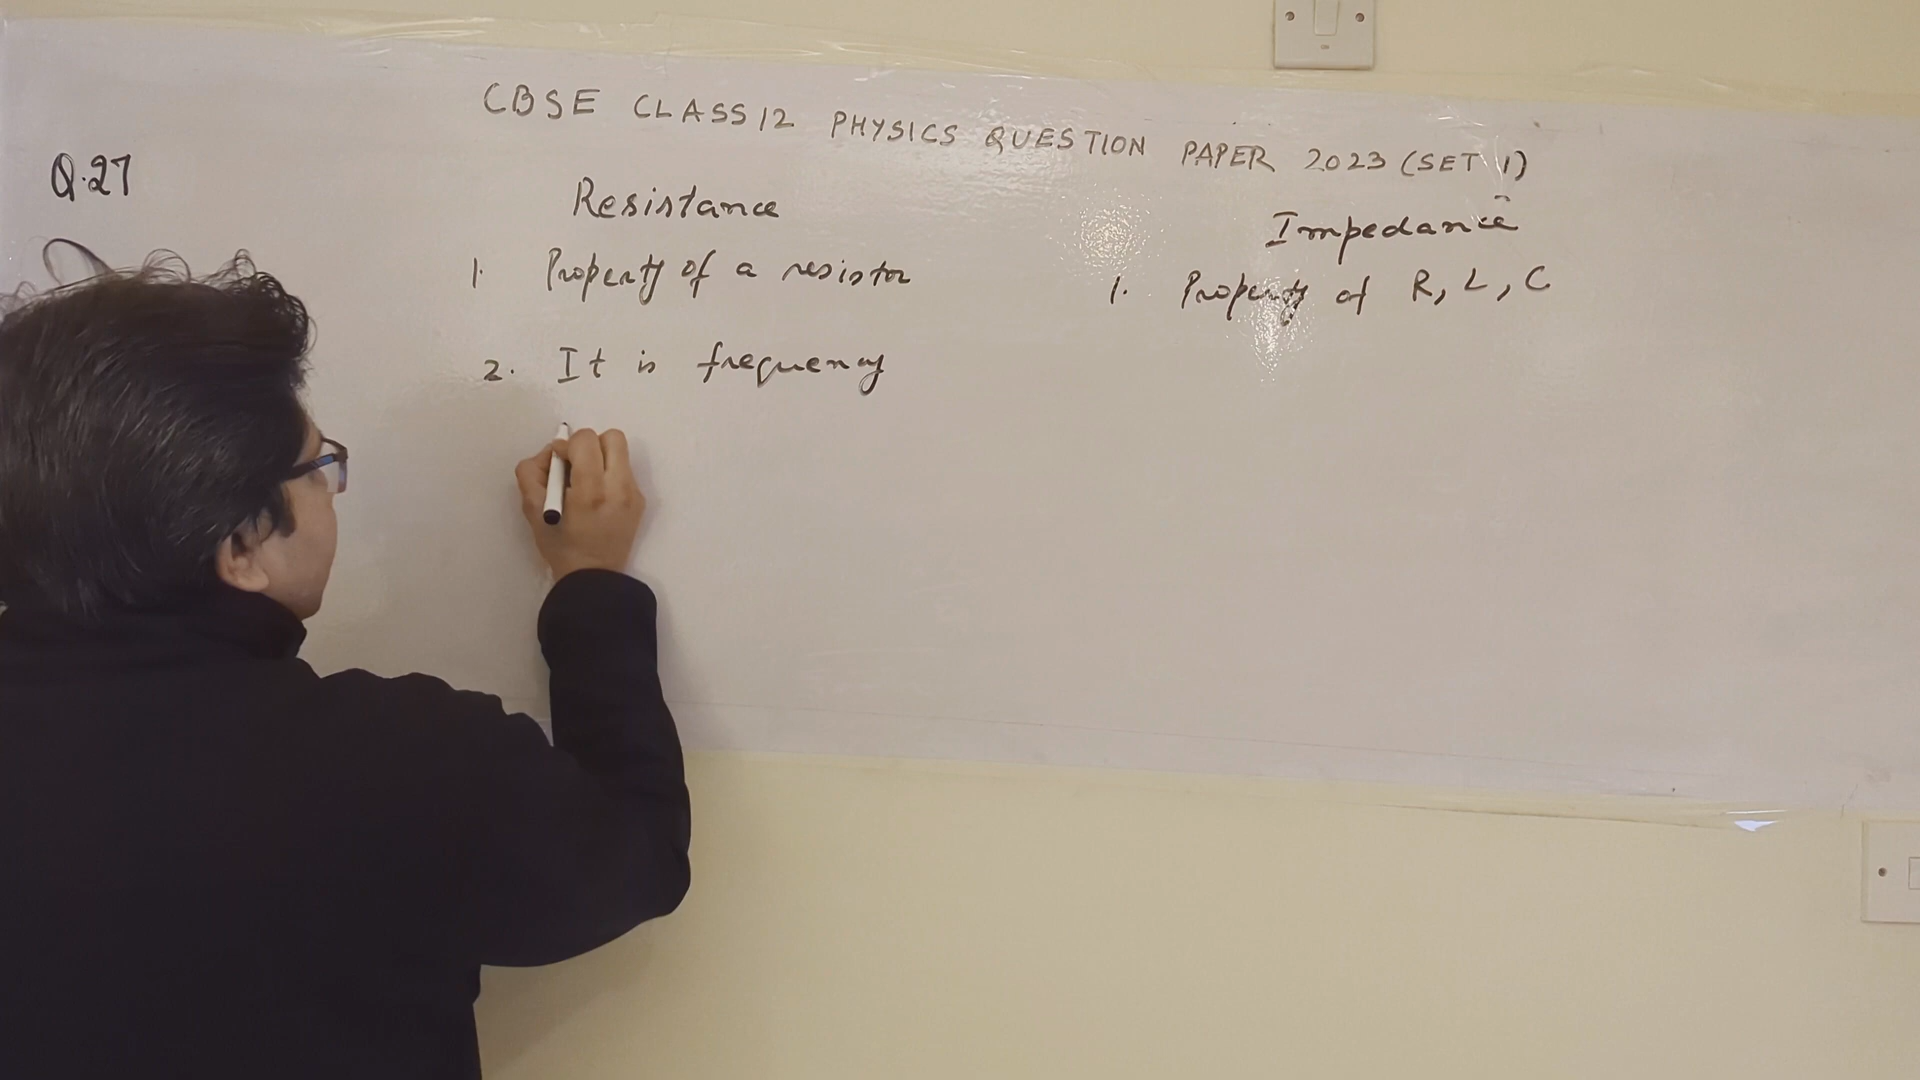 CBSE CLASS 12 PHYSICS QUESTION PAPER 2023 (SET 1)
Q.27
Resistance
1. Property of a resistor
2. It is frequency
Impedance
1. Property of R, L, C